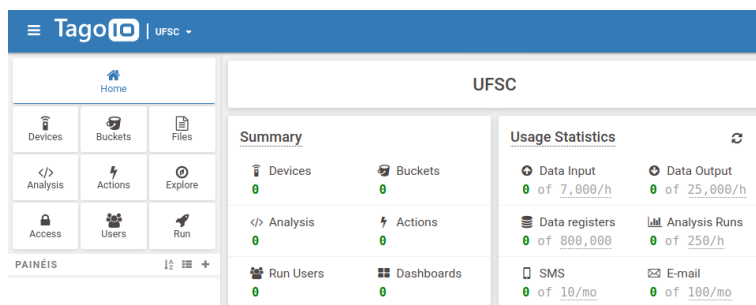 TagoIO UFSC
Home
Devices Buckets Files
Analysis Actions Explore
Access Users Run
PAINÉIS
UFSC
Summary
Devices Buckets
0 0
</> Analysis Actions
0 0
Run Users Dashboards
0 0
Usage Statistics
Data Input Data Output
0 of 7,000/h 0 of 25,000/h
Data registers Analysis Runs
0 of 800,000 0 of 250/h
SMS E-mail
0 of 10/mo 0 of 100/mo